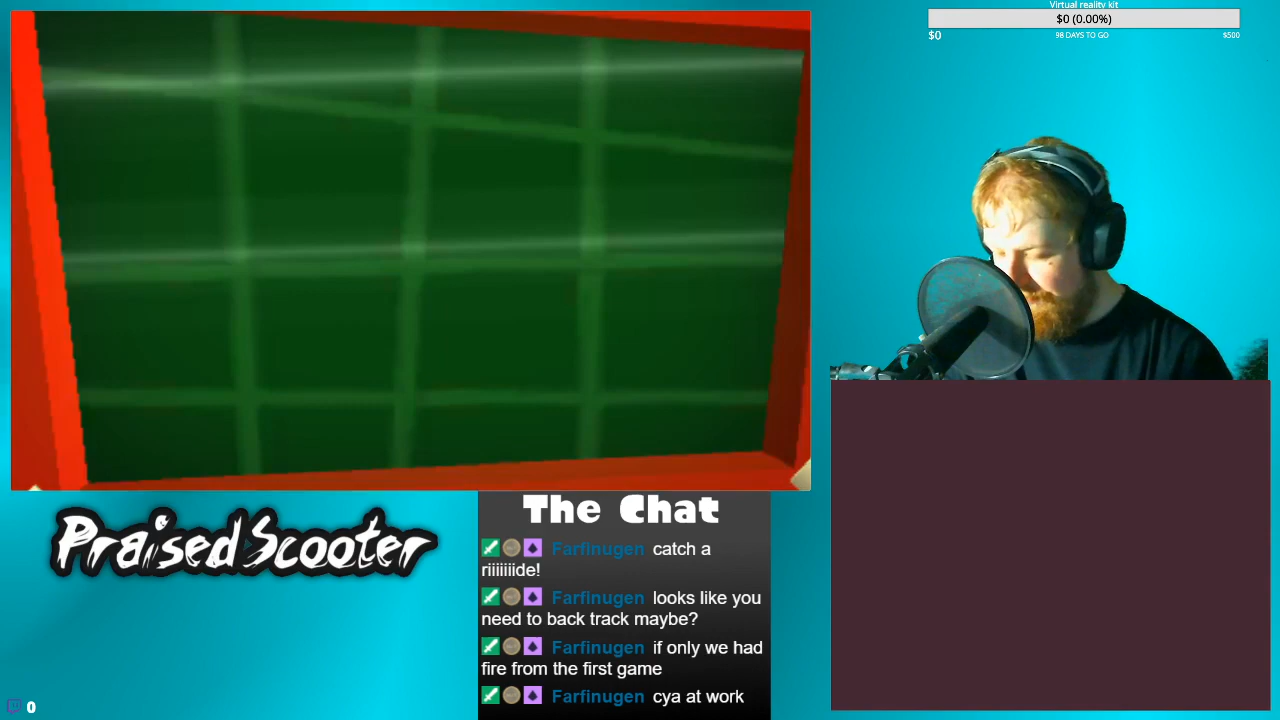 Virtual reality kit
$0 (0.00%)
$0 98 DAYS TO GO $500
PraisedScooter
The Chat
Farfinugen catch a
riiiiiiide!
Farfinugen looks like you
need to back track maybe?
Farfinugen if only we had
fire from the first game
Farfinugen cya at work
0